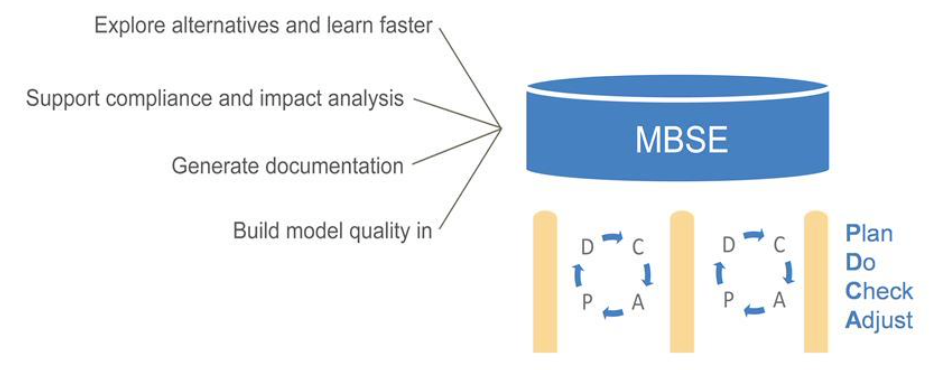 Explore alternatives and learn faster
Support compliance and impact analysis
Generate documentation
Build model quality in
MBSE
D C
P A
D C
P A
Plan
Do
Check
Adjust